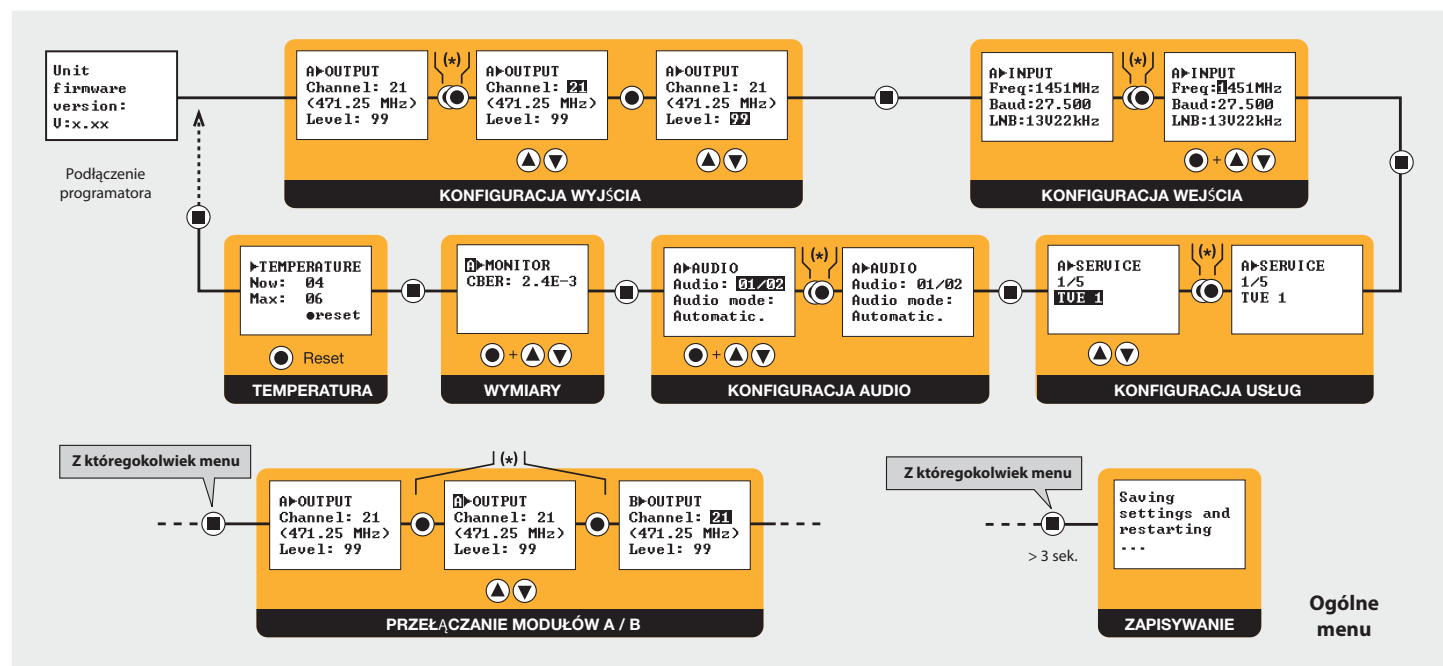 Unit
firmware
version:
V:x.xx
Podłączenie
programatora
A▶OUTPUT
Channel: 21
(471.25 MHz)
Level: 99
(*)
A▶OUTPUT
Channel: 21
(471.25 MHz)
Level: 99
A▶OUTPUT
Channel: 21
(471.25 MHz)
Level: 99
KONFIGURACJA WYJŚCIA
A▶INPUT
Freq:1451MHz
Baud:27.500
LNB:13V22kHz
(*)
A▶INPUT
Freq:1451MHz
Baud:27.500
LNB:13V22kHz
+
KONFIGURACJA WEJŚCIA
▶TEMPERATURE
Now: 04
Max: 06
●reset
Reset
TEMPERATURA
A▶MONITOR
CBER: 2.4E-3
+
WYMIARY
A▶AUDIO
Audio: 01/02
Audio mode:
Automatic.
+
(*)
A▶AUDIO
Audio: 01/02
Audio mode:
Automatic.
KONFIGURACJA AUDIO
A▶SERVICE
1/5
TVE 1
(*)
A▶SERVICE
1/5
TVE 1
KONFIGURACJA USŁUG
Z któregokolwiek menu
A▶OUTPUT
Channel: 21
(471.25 MHz)
Level: 99
(*)
A▶OUTPUT
Channel: 21
(471.25 MHz)
Level: 99
B▶OUTPUT
Channel: 21
(471.25 MHz)
Level: 99
PRZEŁĄCZANIE MODUŁÓW A / B
Z któregokolwiek menu
> 3 sek.
Saving
settings and
restarting
...
ZAPISYWANIE
Ogólne
menu